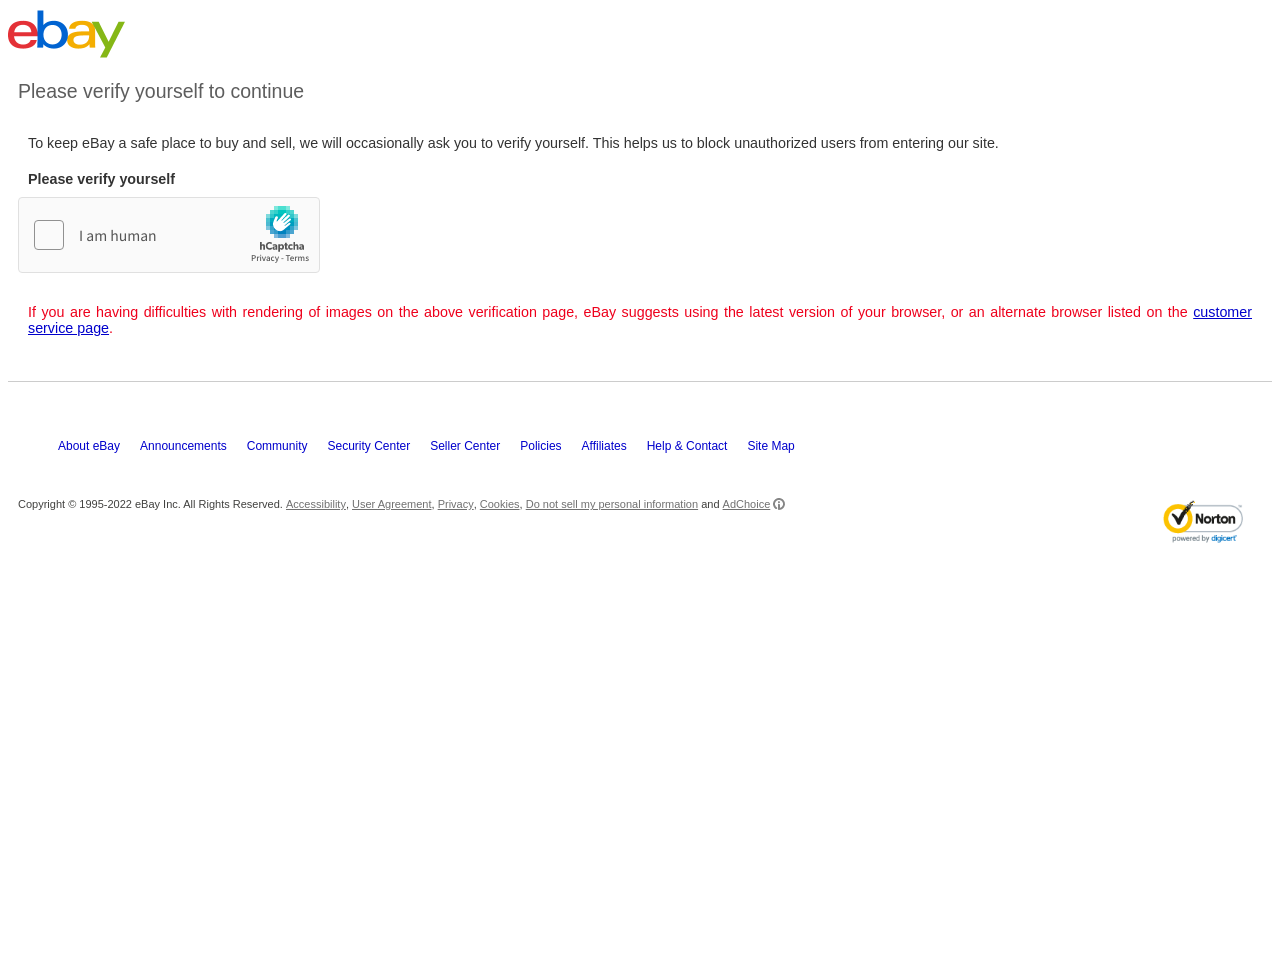 ebay
Please verify yourself to continue
To keep eBay a safe place to buy and sell, we will occasionally ask you to verify yourself. This helps us to block unauthorized users from entering our site.
Please verify yourself
I am human
hCaptcha
Privacy - Terms
If you are having difficulties with rendering of images on the above verification page, eBay suggests using the latest version of your browser, or an alternate browser listed on the customer
service page.
About eBay Announcements Community Security Center Seller Center Policies Affiliates Help & Contact Site Map
Copyright © 1995-2022 eBay Inc. All Rights Reserved. Accessibility, User Agreement, Privacy, Cookies, Do not sell my personal information and AdChoice
Norton
powered by digicert